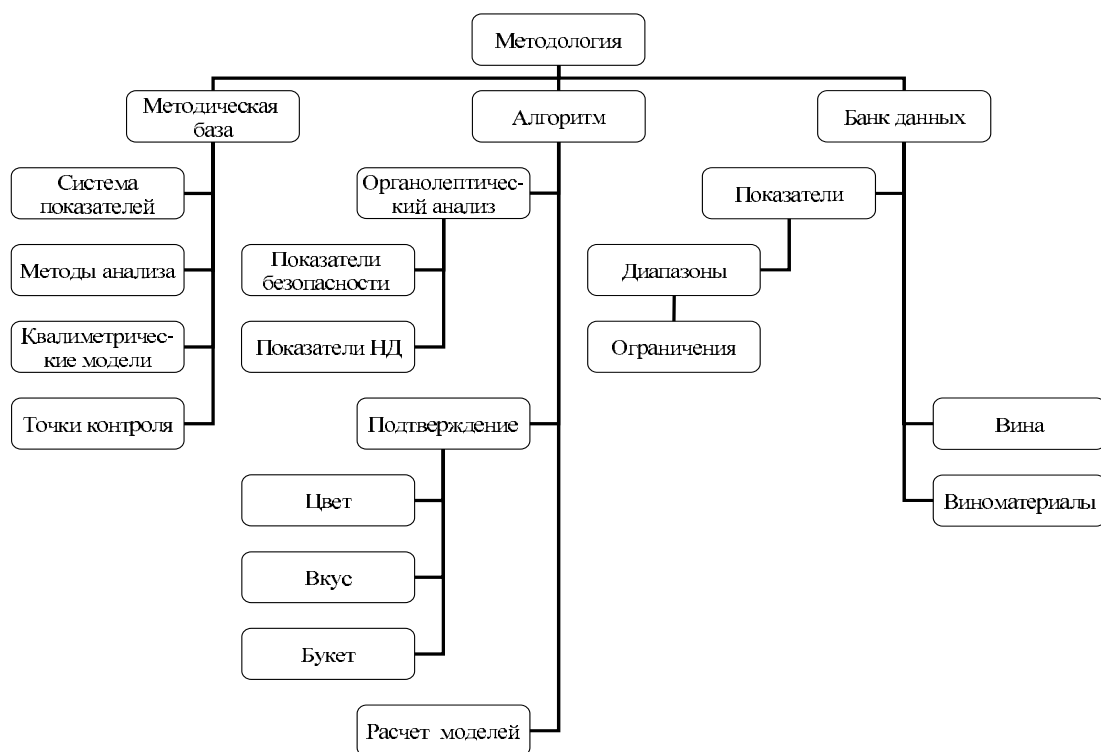 Методология
Методическая
база
Алгоритм
Банк данных
Система
показателей
Органолептичес-
кий анализ
Показатели
Методы анализа
Показатели
безопасности
Диапазоны
Квалиметричес-
кие модели
Показатели НД
Ограничения
Точки контроля
Подтверждение
Вина
Цвет
Виноматериалы
Вкус
Букет
Расчет моделей